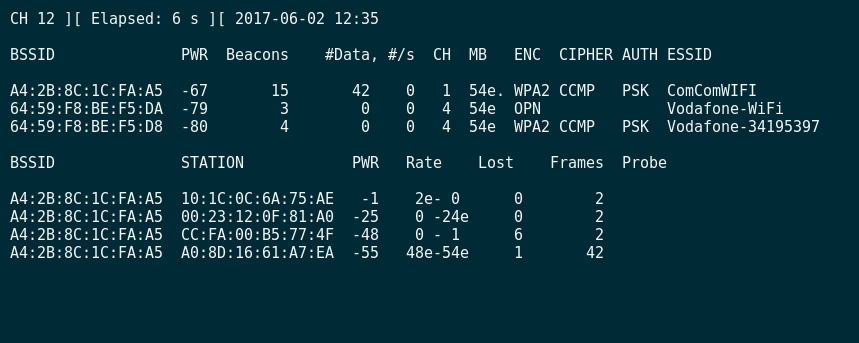 CH 12 ][ Elapsed: 6 s ][ 2017-06-02 12:35
BSSID              PWR  Beacons    #Data, #/s  CH  MB   ENC  CIPHER AUTH ESSID
A4:2B:8C:1C:FA:A5  -67       15       42    0   1  54e. WPA2 CCMP   PSK  ComComWIFI
64:59:F8:BE:F5:DA  -79        3        0    0   4  54e  OPN              Vodafone-WiFi
64:59:F8:BE:F5:D8  -80        4        0    0   4  54e  WPA2 CCMP   PSK  Vodafone-34195397
BSSID              STATION            PWR   Rate    Lost    Frames  Probe
A4:2B:8C:1C:FA:A5  10:1C:0C:6A:75:AE   -1    2e- 0      0        2
A4:2B:8C:1C:FA:A5  00:23:12:0F:81:A0  -25    0 -24e     0        2
A4:2B:8C:1C:FA:A5  CC:FA:00:B5:77:4F  -48    0 - 1      6        2
A4:2B:8C:1C:FA:A5  A0:8D:16:61:A7:EA  -55   48e-54e     1       42